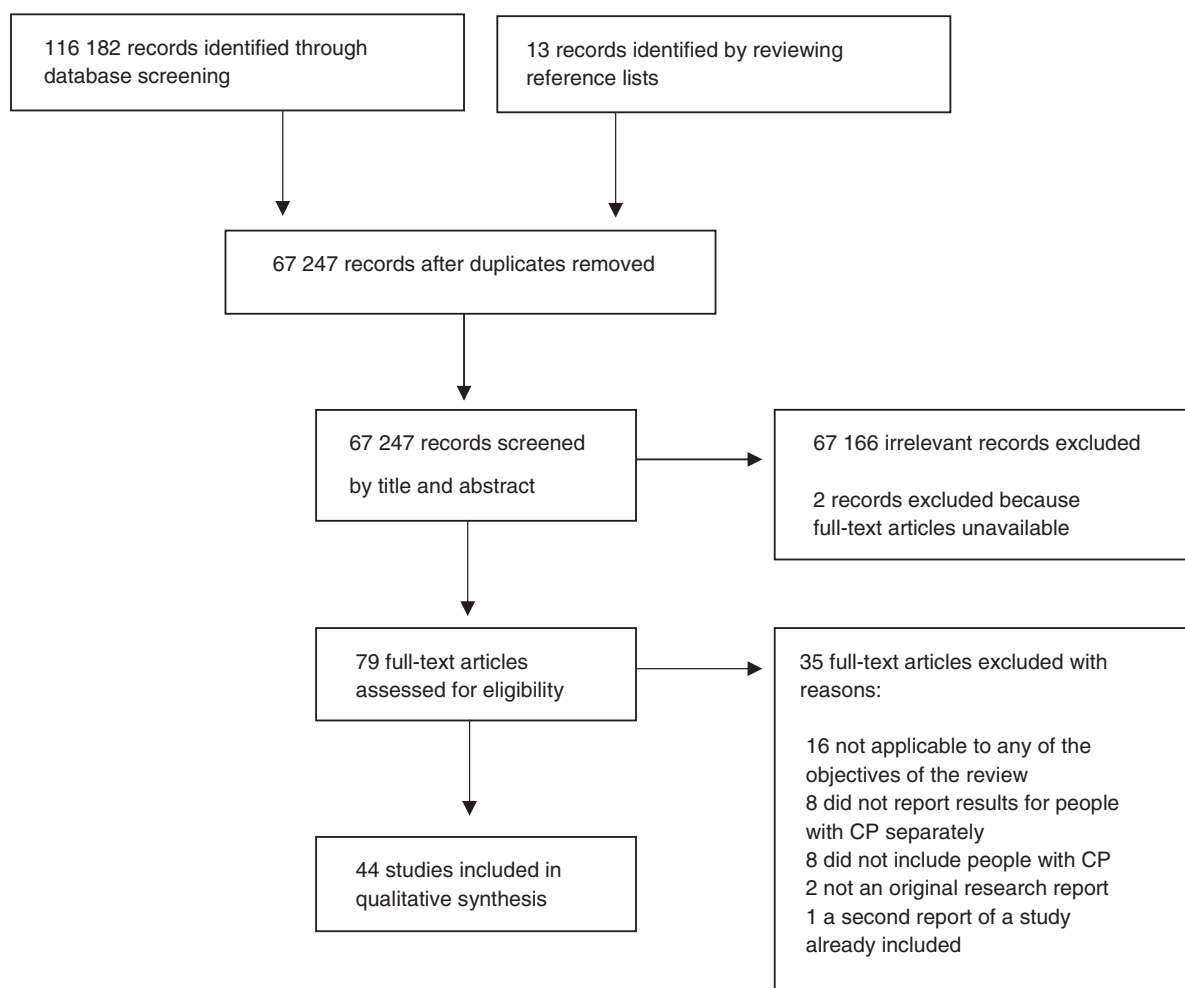 116 182 records identified through
database screening
13 records identified by reviewing
reference lists
67 247 records after duplicates removed
67 247 records screened
by title and abstract
67 166 irrelevant records excluded
2 records excluded because
full-text articles unavailable
79 full-text articles
assessed for eligibility
35 full-text articles excluded with
reasons:
16 not applicable to any of the
objectives of the review
8 did not report results for people
with CP separately
8 did not include people with CP
2 not an original research report
1 a second report of a study
already included
44 studies included in
qualitative synthesis